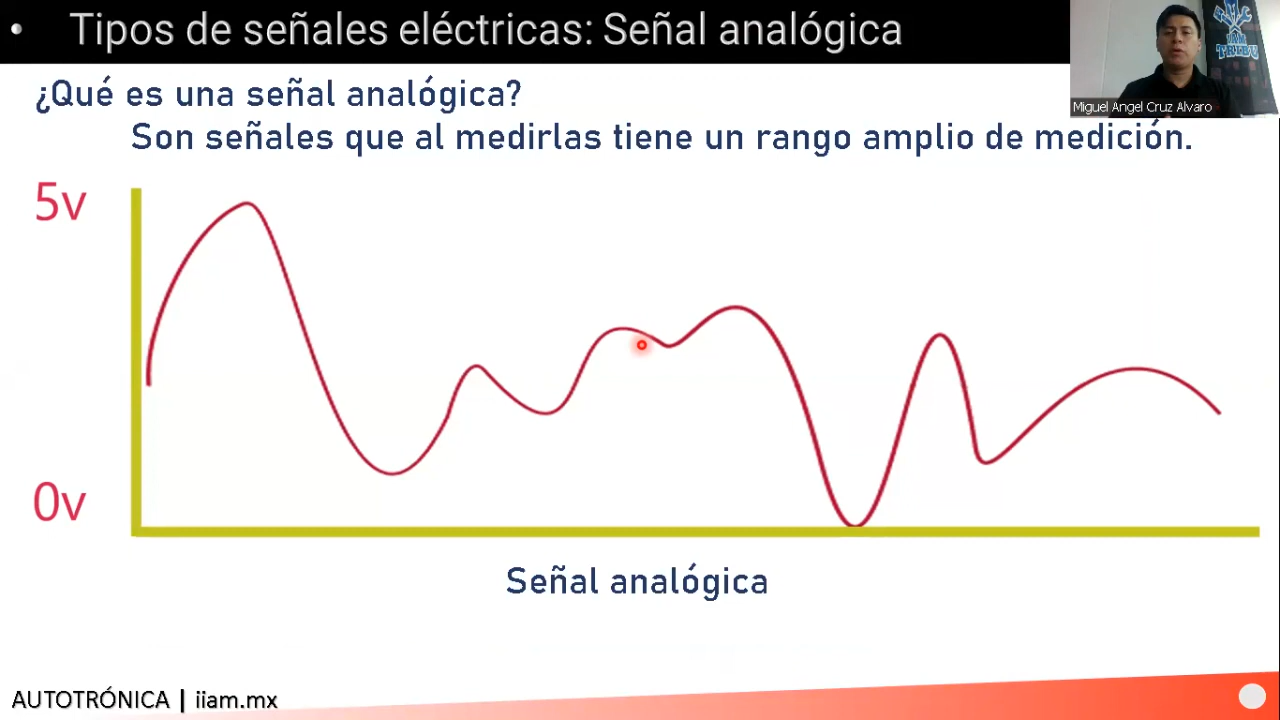 • Tipos de señales eléctricas: Señal analógica
TRIBU
Miguel Angel Cruz Alvaro
¿Qué es una señal analógica?
Son señales que al medirlas tiene un rango amplio de medición.
5v
0v
Señal analógica
AUTOTRÓNICA | iiam.mx